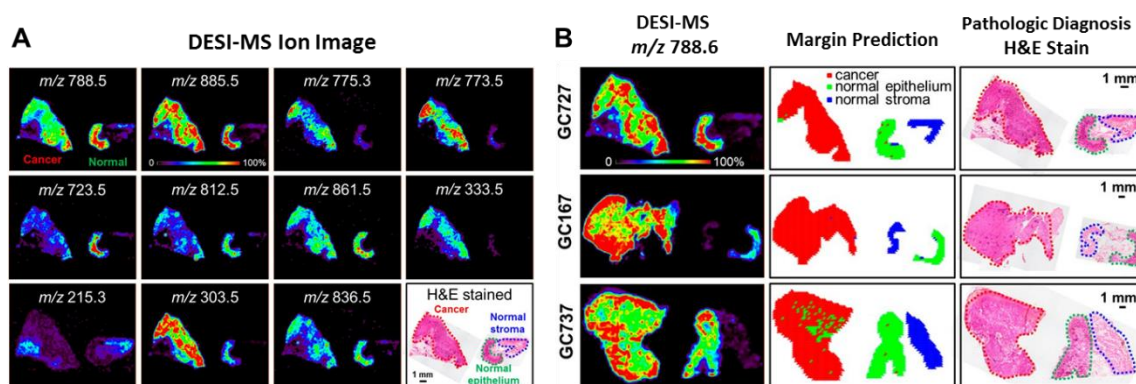 A
DESI-MS Ion Image
m/z 788.5
m/z 885.5
m/z 775.3
m/z 773.5
Cancer
Normal
0
100%
m/z 723.5
m/z 812.5
m/z 861.5
m/z 333.5
m/z 215.3
m/z 303.5
m/z 836.5
H&E stained
Cancer
Normal
stroma
Normal
epithelium
1 mm
B
DESI-MS
m/z 788.6
Margin Prediction
Pathologic Diagnosis
H&E Stain
GC727
0
100%
cancer
normal epithelium
normal stroma
1 mm
GC167
1 mm
GC737
1 mm